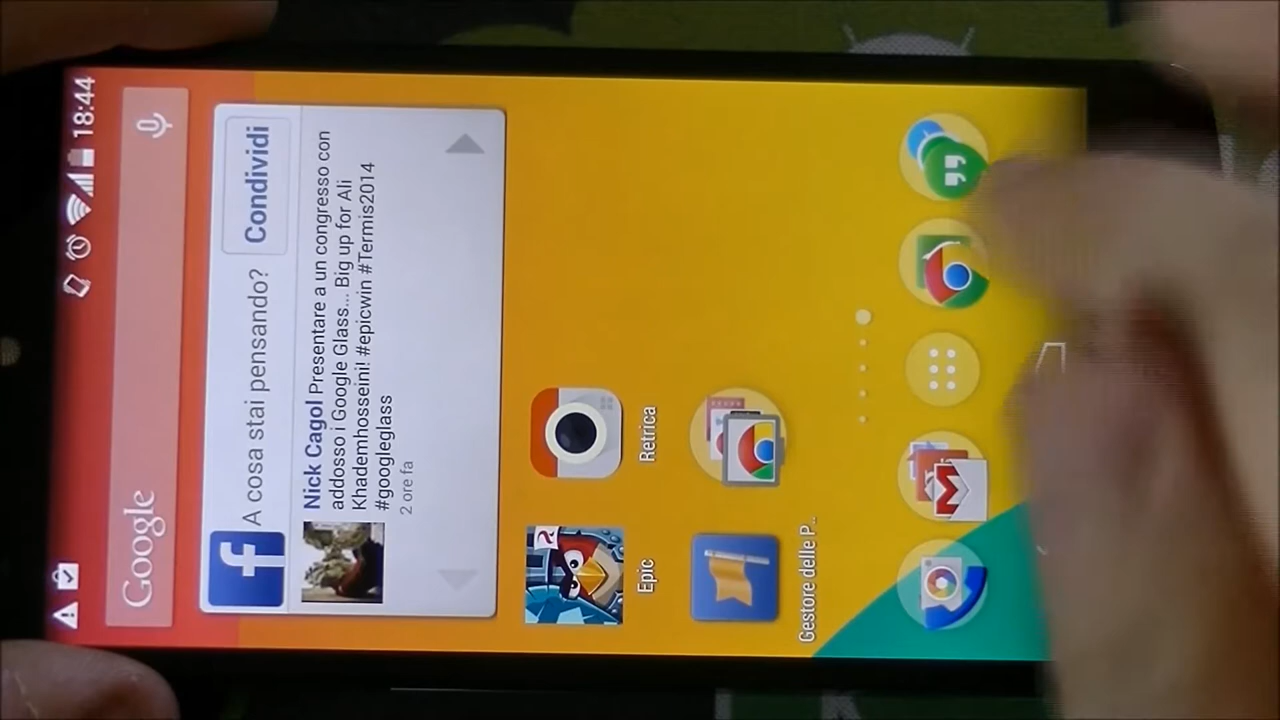 18:44
Google
A cosa stai pensando?
Condividi
Nick Cagol Presentare a un congresso con
addosso i Google Glass... Big up for Ali
Khademhosseini! #epicwin #Termis2014
#googleglass
2 ore fa
Epic
Retrica
Gestore delle P..